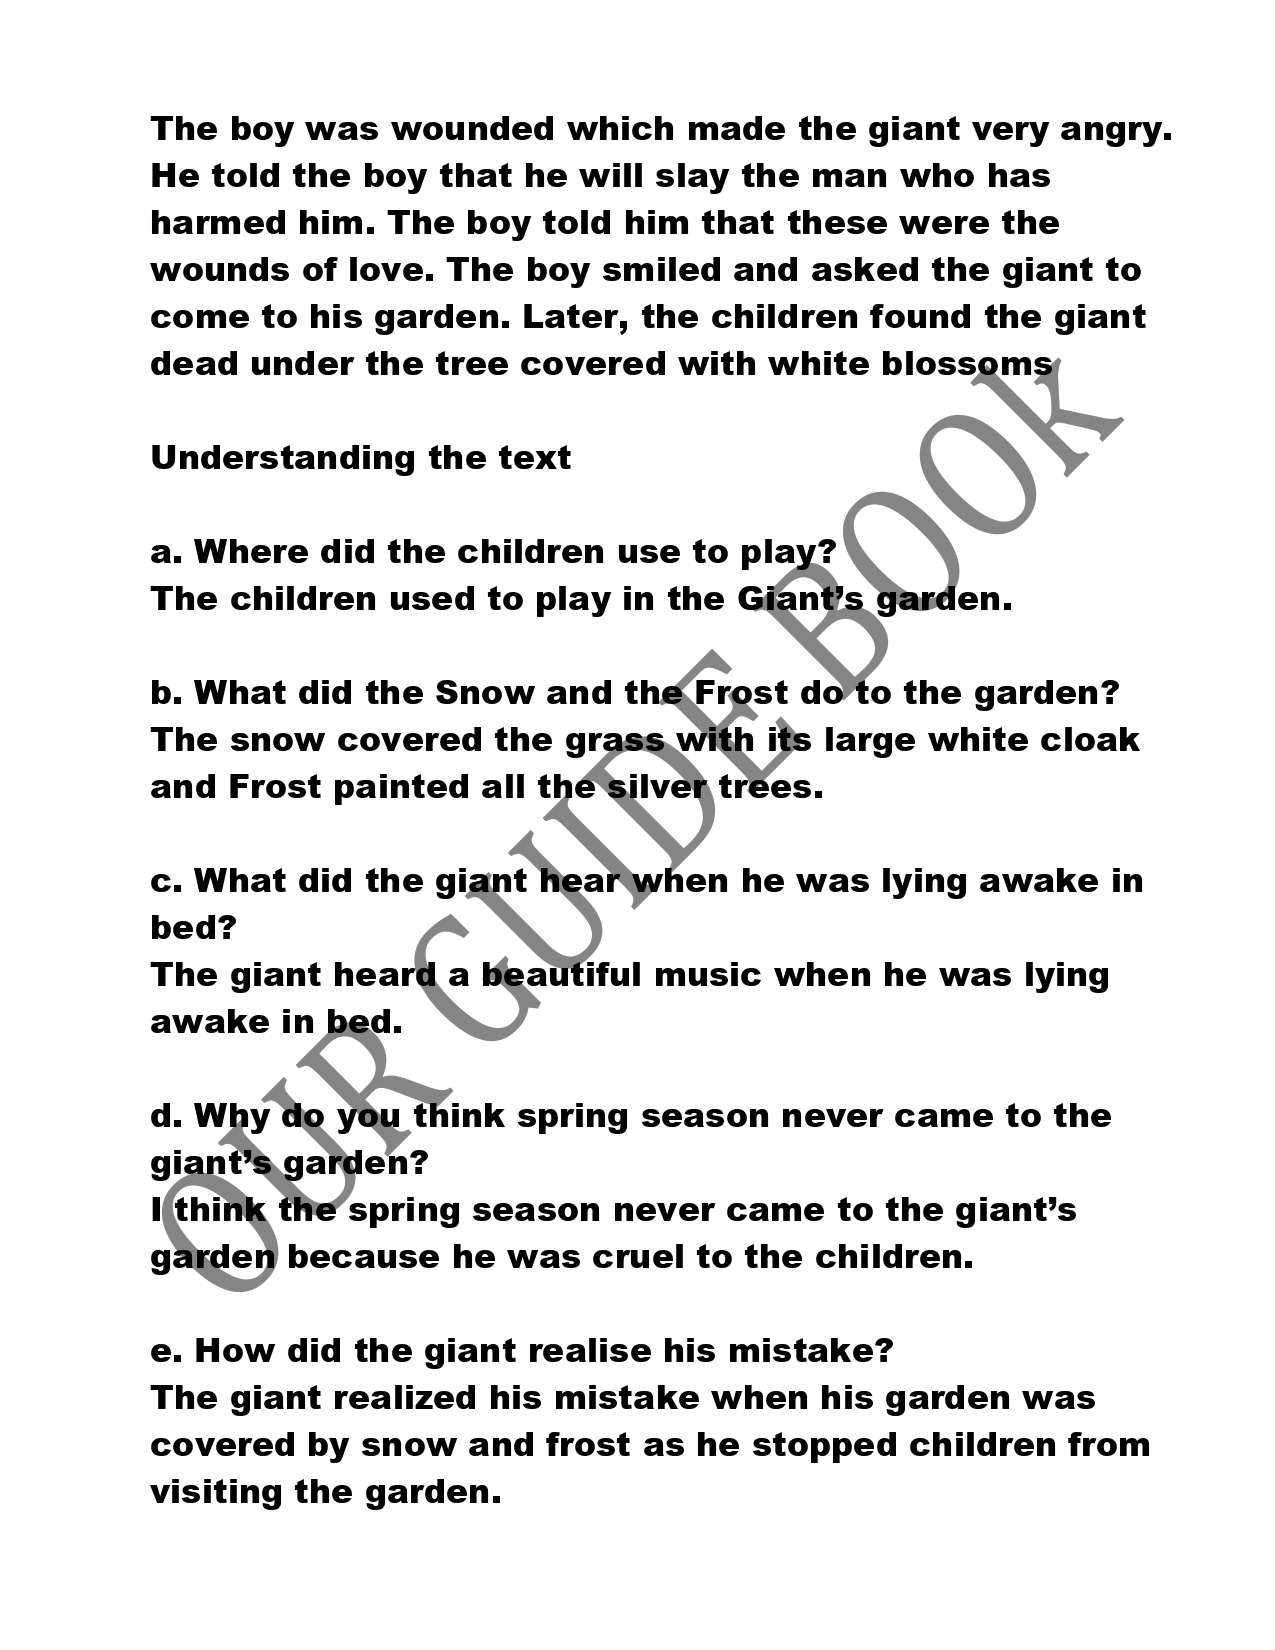 The boy was wounded which made the giant very angry.
He told the boy that he will slay the man who has
harmed him. The boy told him that these were the
wounds of love. The boy smiled and asked the giant to
come to his garden. Later, the children found the giant
dead under the tree covered with white blossoms
Understanding the text
a. Where did the children use to play?
The children used to play in the Giant’s garden.
b. What did the Snow and the Frost do to the garden?
The snow covered the grass with its large white cloak
and Frost painted all the silver trees.
c. What did the giant hear when he was lying awake in
bed?
The giant heard a beautiful music when he was lying
awake in bed.
d. Why do you think spring season never came to the
giant’s garden?
I think the spring season never came to the giant’s
garden because he was cruel to the children.
e. How did the giant realise his mistake?
The giant realized his mistake when his garden was
covered by snow and frost as he stopped children from
visiting the garden.
OUR GUIDE BOOk